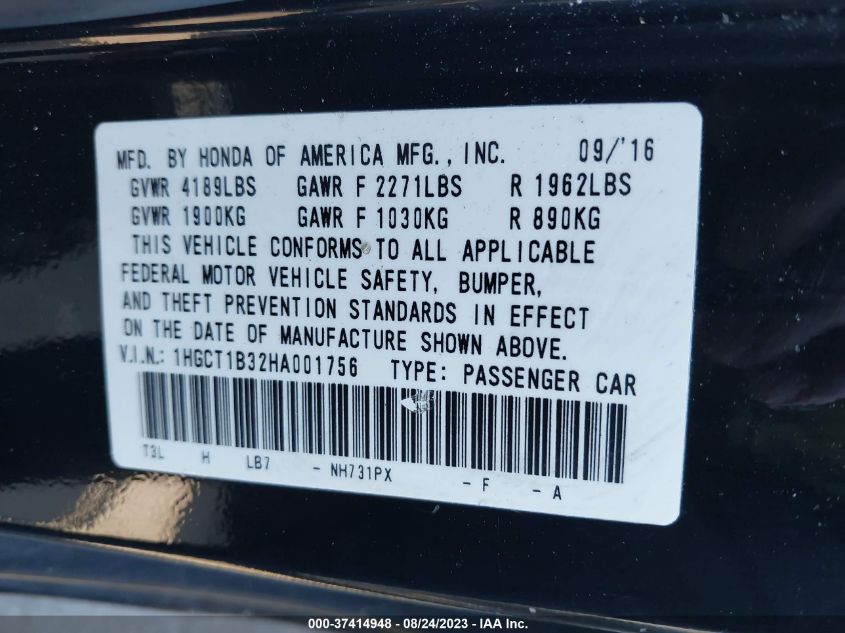 MFD. BY HONDA OF AMERICA MFG., INC. 09/'16
GVWR 4189LBS GAWR F 2271LBS R 1962LBS
GVWR 1900KG GAWR F 1030KG R 890KG
THIS VEHICLE CONFORMS TO ALL APPLICABLE
FEDERAL MOTOR VEHICLE SAFETY, BUMPER,
AND THEFT PREVENTION STANDARDS IN EFFECT
ON THE DATE OF MANUFACTURE SHOWN ABOVE.
V.I.N.: 1HGCT1B32HA001756 TYPE: PASSENGER CAR
T3L H LB7 - NH731PX - F - A
000-37414948 - 08/24/2023 - IAA Inc.